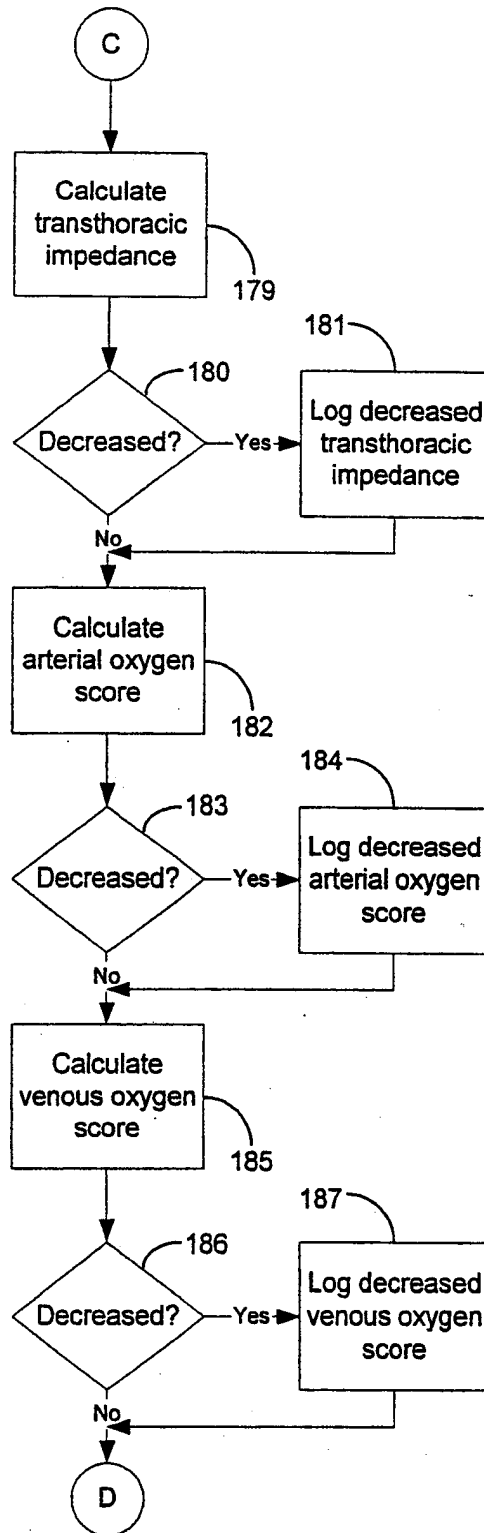 C
Calculate
transthoracic
impedance
179
180
181
Decreased?
Yes
Log decreased
transthoracic
impedance
No
Calculate
arterial oxygen
score
182
183
184
Decreased?
Yes
Log decreased
arterial oxygen
score
No
Calculate
venous oxygen
score
185
186
187
Decreased?
Yes
Log decreased
venous oxygen
score
No
D